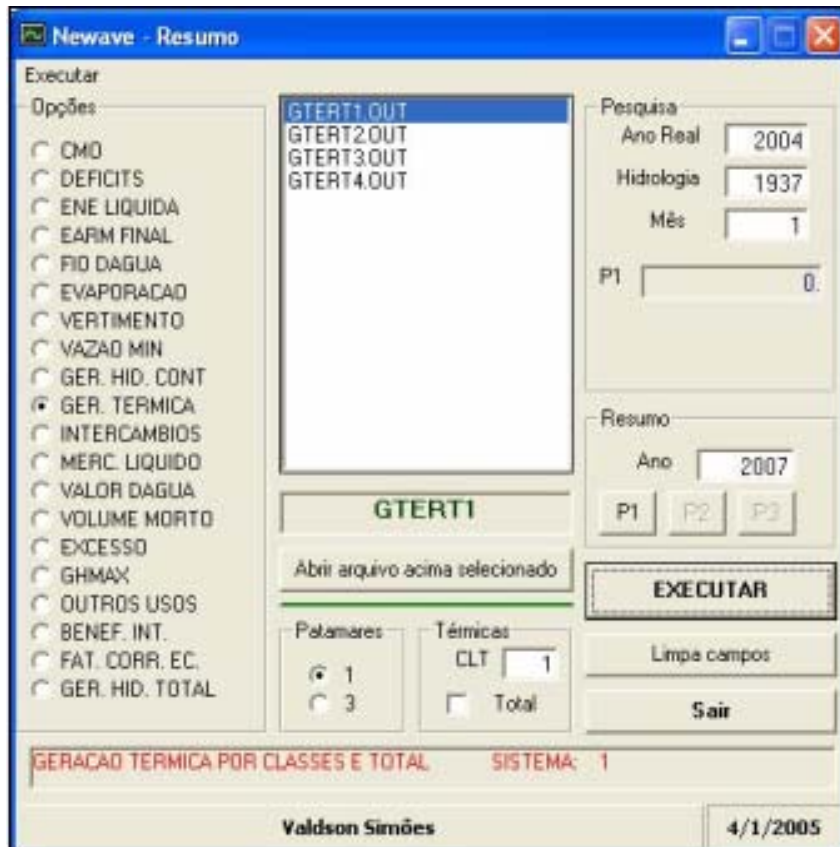 Newave - Resumo
Executar
Opções
CMO
DEFICITS
ENE LIQUIDA
EARM FINAL
FIO DAGUA
EVAPORACAO
VERTIMENTO
VAZAO MIN
GER. HID. CONT
GER. TERMICA
INTERCAMBIOS
MERC. LIQUIDO
VALOR DAGUA
VOLUME MORTO
EXCESSO
GHMAX
OUTROS USOS
BENEF. INT.
FAT. CORR. EC.
GER. HID. TOTAL
GTERT1.OUT
GTERT2.OUT
GTERT3.OUT
GTERT4.OUT
GTERT1
Abrir arquivo acima selecionado
Patamares
1
3
Térmicas
CLT 1
Total
Pesquisa
Ano Real 2004
Hidrologia 1937
Mês 1
P1 0.
Resumo
Ano 2007
P1 P2 P3
EXECUTAR
Limpa campos
Sair
GERACAO TERMICA POR CLASSES E TOTAL SISTEMA: 1
Valdson Simões 4/1/2005